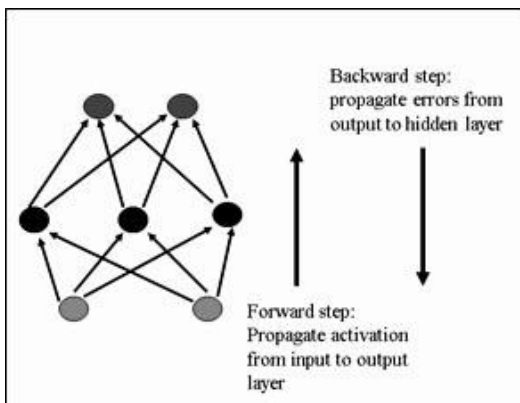 Backward step:
propagate errors from
output to hidden layer
Forward step:
Propagate activation
from input to output
layer